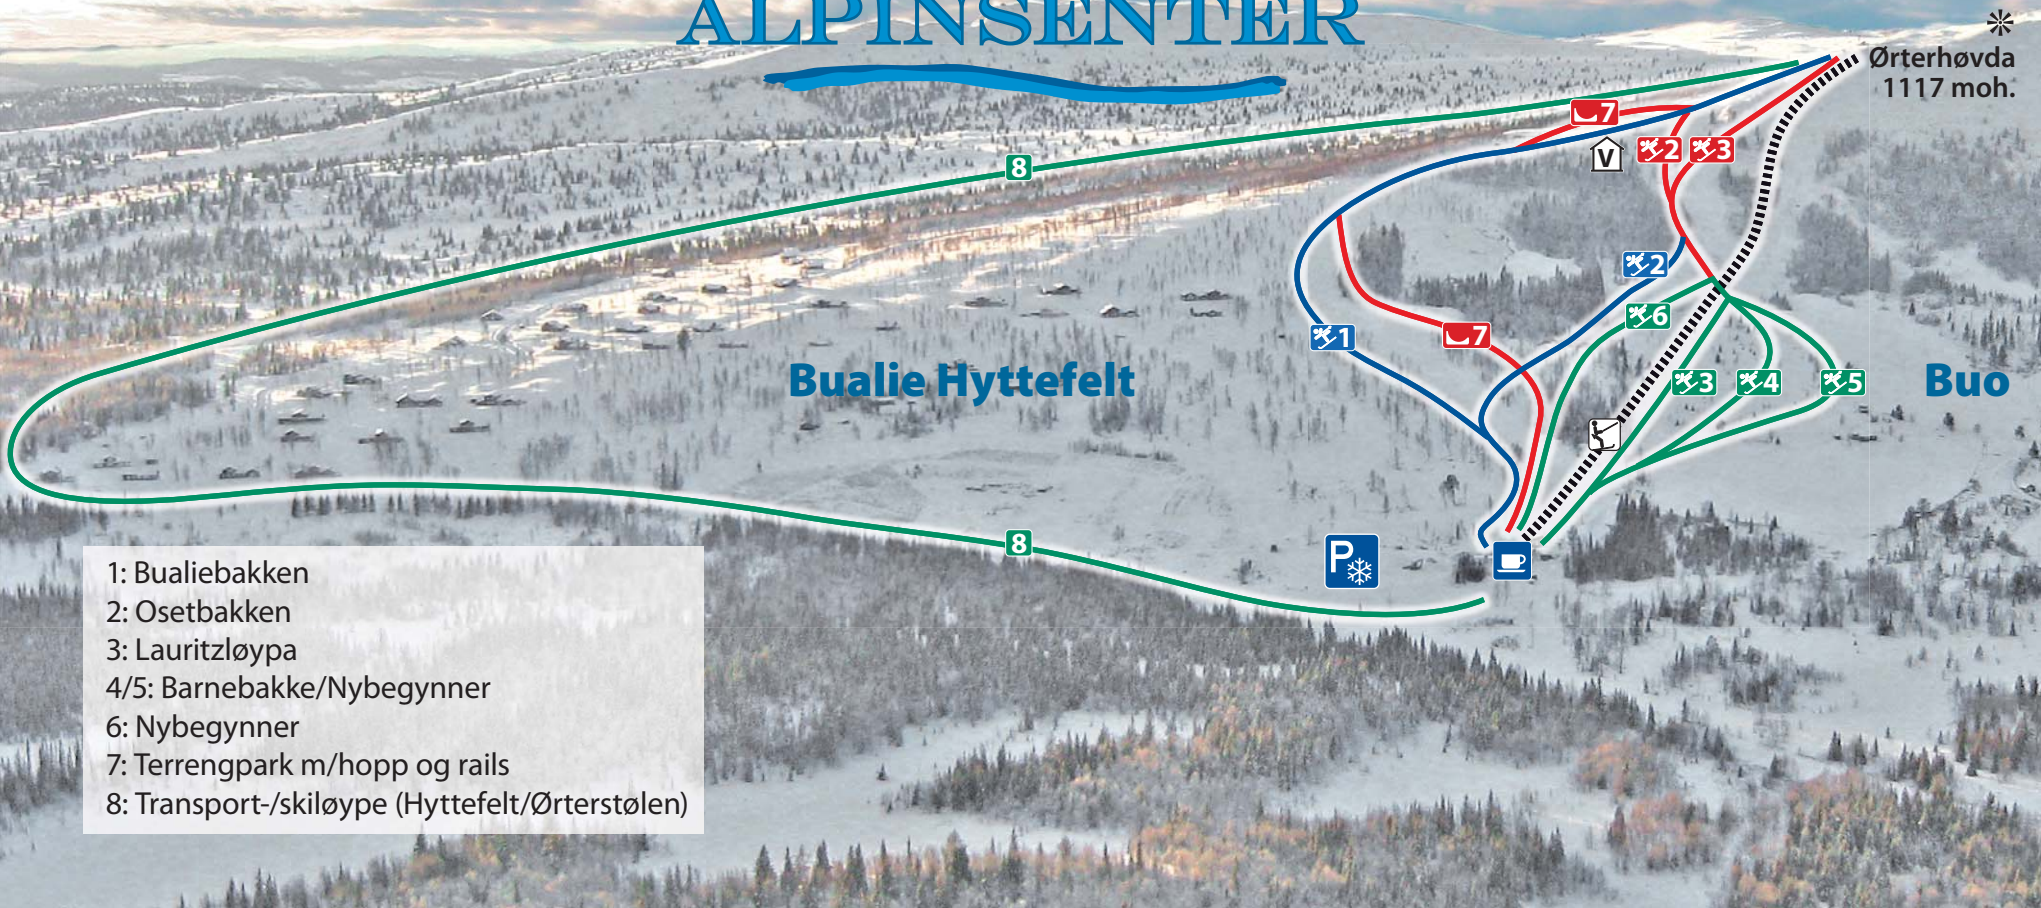 ALPINSENTER
Ørterhøvda
1117 moh.
7
V
2
3
8
2
6
1
7
3
4
5
Bualie Hyttefelt
Buo
8
P
1: Bualiebakken
2: Osetbakken
3: Lauritzløypa
4/5: Barnebakke/Nybegynner
6: Nybegynner
7: Terrengpark m/hopp og rails
8: Transport-/skiløype (Hyttefelt/Ørterstølen)